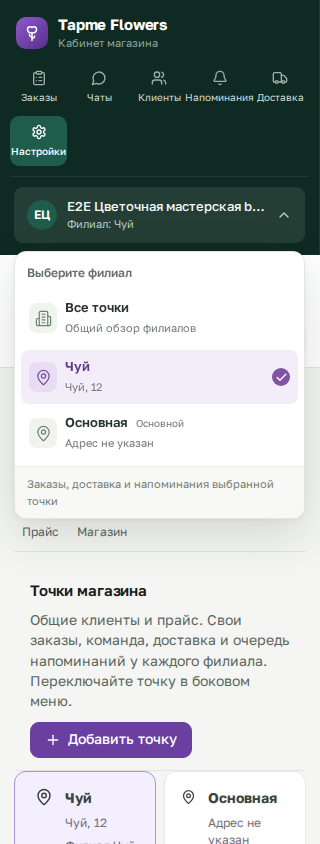 Tapme Flowers
Кабинет магазина
Заказы
Чаты
Клиенты
Напоминания
Доставка
Настройки
ЕЦ
E2E Цветочная мастерская b…
Филиал: Чуй
Выберите филиал
Все точки
Общий обзор филиалов
Чуй
Чуй, 12
Основная Основной
Адрес не указан
Заказы, доставка и напоминания выбранной
точки
Прайс Магазин
Точки магазина
Общие клиенты и прайс. Свои
заказы, команда, доставка и очередь
напоминаний у каждого филиала.
Переключайте точку в боковом
меню.
+ Добавить точку
Чуй
Чуй, 12
Основная
Адрес не
указан